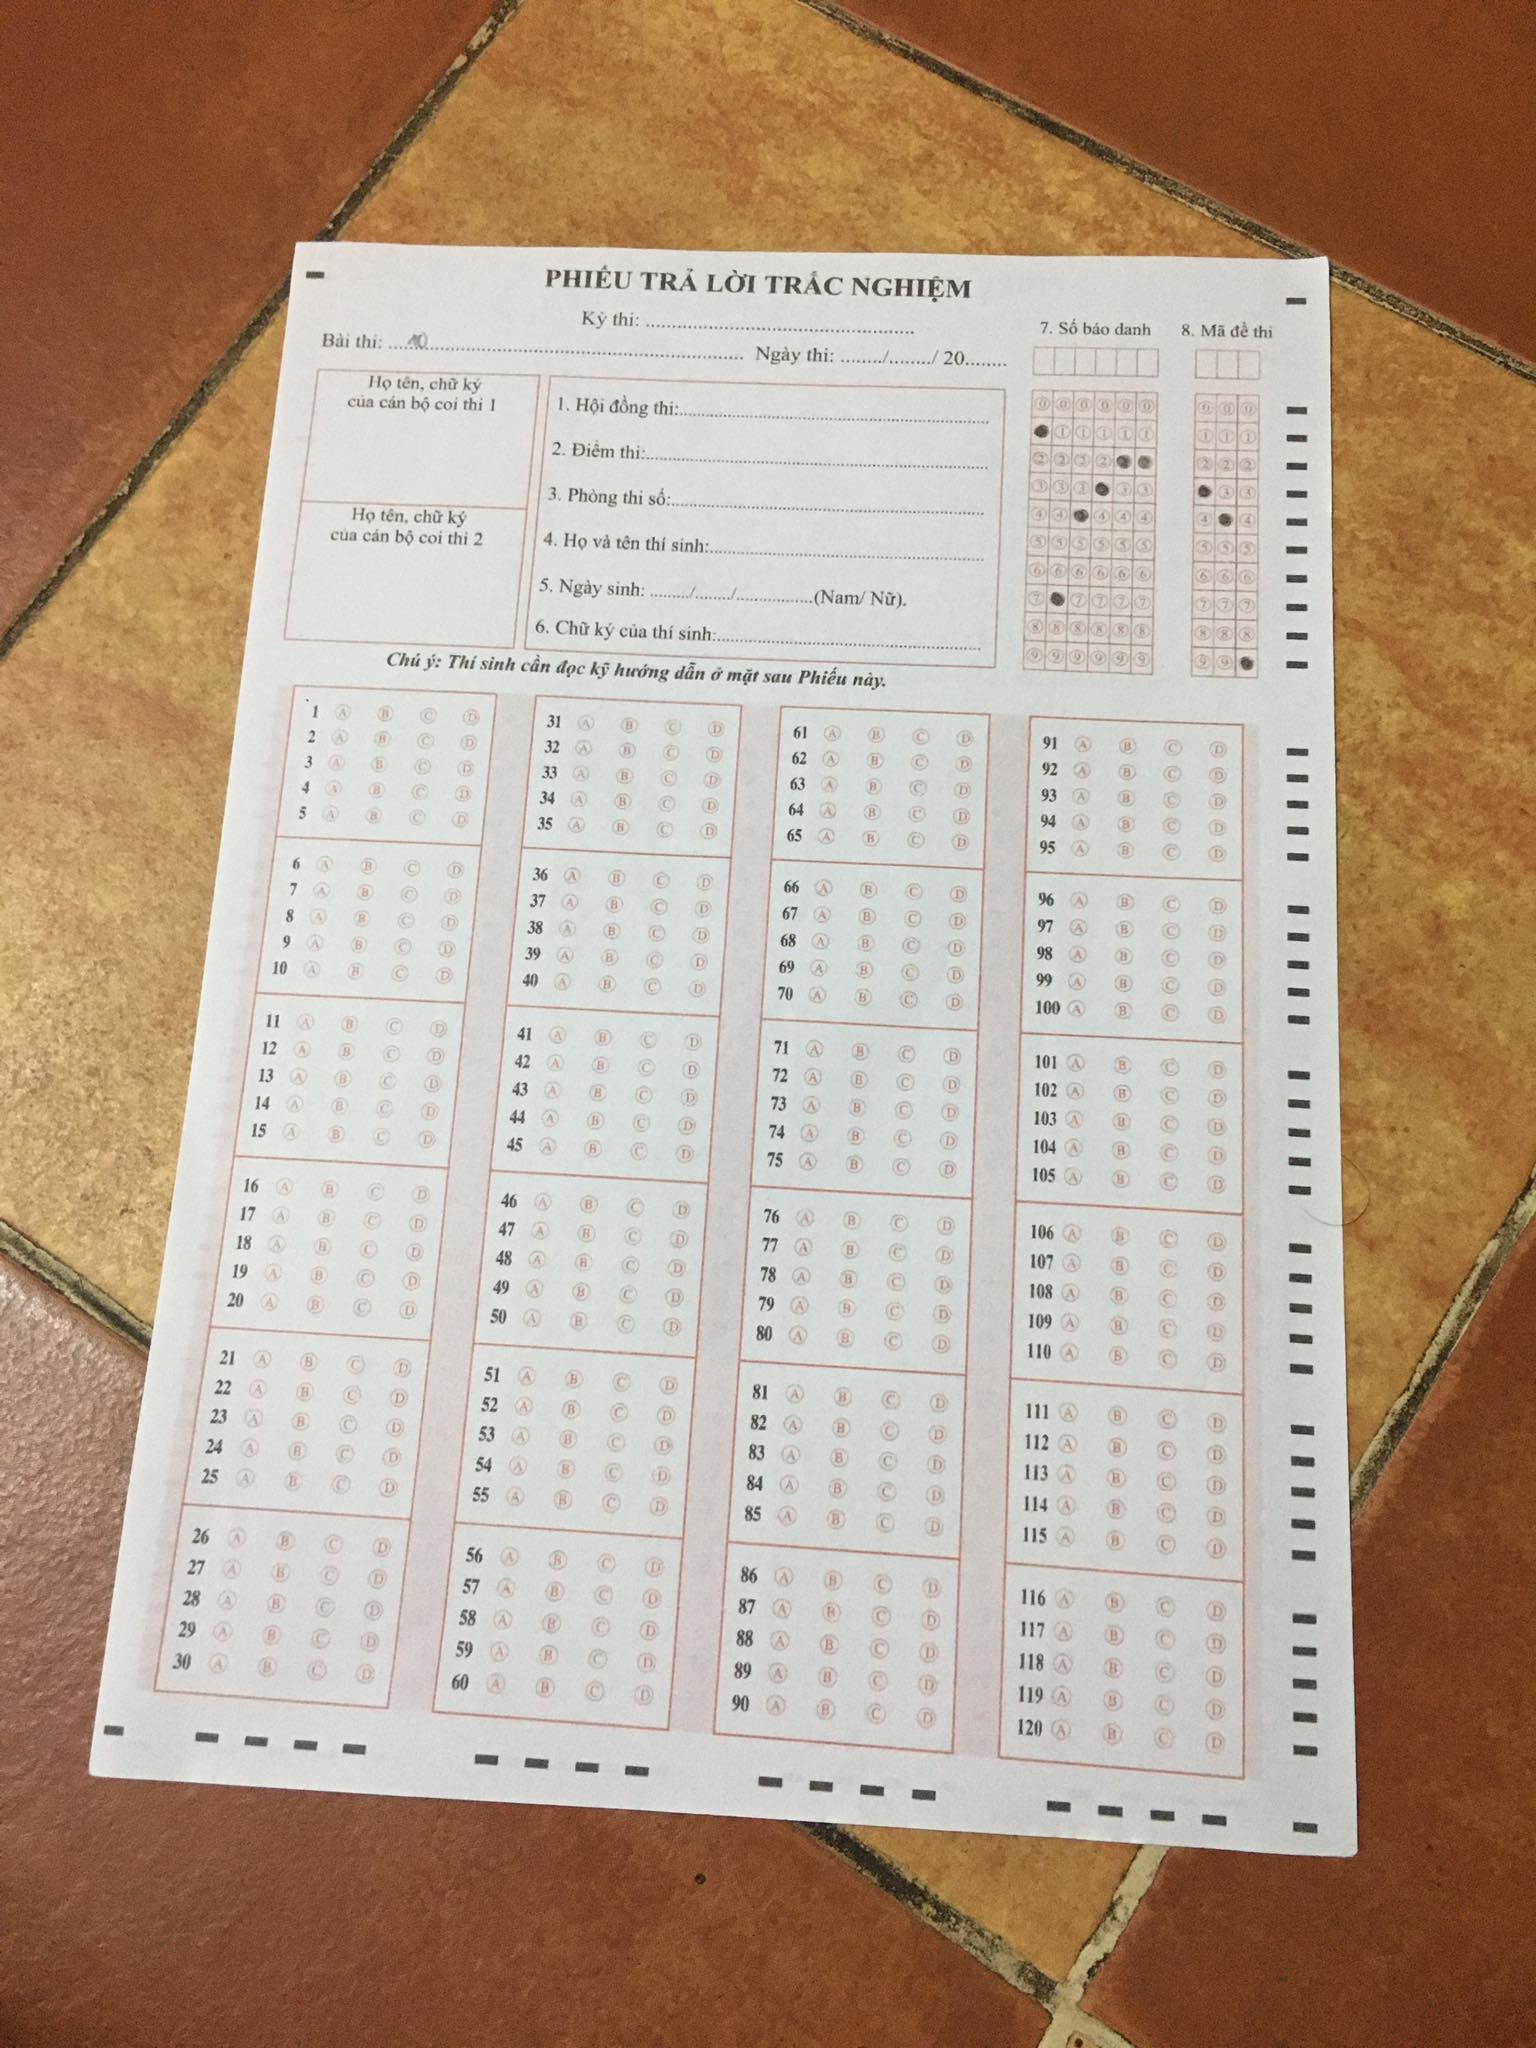 PHIẾU TRẢ LỜI TRẮC NGHIỆM
Kỳ thi: ................................................
Bài thi: ...10................................................ Ngày thi: ......../......../ 20........
7. Số báo danh
8. Mã đề thi
Họ tên, chữ ký
của cán bộ coi thi 1
Họ tên, chữ ký
của cán bộ coi thi 2
1. Hội đồng thi:................................................
2. Điểm thi:................................................
3. Phòng thi số:................................................
4. Họ và tên thí sinh:................................................
5. Ngày sinh: ......../......../...............(Nam/ Nữ).
6. Chữ ký của thí sinh:................................................
0 0 0 0 0 0
1 1 1 1 1
2 2 2 2
3 3 3 3 3
4 4 4 4 4
5 5 5 5 5 5
6 6 6 6 6 6
7 7 7 7 7
8 8 8 8 8 8
9 9 9 9 9 9
0 0 0
1 1 1
2 2 2
3 3
4 4
5 5 5
6 6 6
7 7 7
8 8 8
9 9
Chú ý: Thí sinh cần đọc kỹ hướng dẫn ở mặt sau Phiếu này.
1 A B C D
2 A B C D
3 A B C D
4 A B C D
5 A B C D
6 A B C D
7 A B C D
8 A B C D
9 A B C D
10 A B C D
11 A B C D
12 A B C D
13 A B C D
14 A B C D
15 A B C D
16 A B C D
17 A B C D
18 A B C D
19 A B C D
20 A B C D
21 A B C D
22 A B C D
23 A B C D
24 A B C D
25 A B C D
26 A B C D
27 A B C D
28 A B C D
29 A B C D
30 A B C D
31 A B C D
32 A B C D
33 A B C D
34 A B C D
35 A B C D
36 A B C D
37 A B C D
38 A B C D
39 A B C D
40 A B C D
41 A B C D
42 A B C D
43 A B C D
44 A B C D
45 A B C D
46 A B C D
47 A B C D
48 A B C D
49 A B C D
50 A B C D
51 A B C D
52 A B C D
53 A B C D
54 A B C D
55 A B C D
56 A B C D
57 A B C D
58 A B C D
59 A B C D
60 A B C D
61 A B C D
62 A B C D
63 A B C D
64 A B C D
65 A B C D
66 A B C D
67 A B C D
68 A B C D
69 A B C D
70 A B C D
71 A B C D
72 A B C D
73 A B C D
74 A B C D
75 A B C D
76 A B C D
77 A B C D
78 A B C D
79 A B C D
80 A B C D
81 A B C D
82 A B C D
83 A B C D
84 A B C D
85 A B C D
86 A B C D
87 A B C D
88 A B C D
89 A B C D
90 A B C D
91 A B C D
92 A B C D
93 A B C D
94 A B C D
95 A B C D
96 A B C D
97 A B C D
98 A B C D
99 A B C D
100 A B C D
101 A B C D
102 A B C D
103 A B C D
104 A B C D
105 A B C D
106 A B C D
107 A B C D
108 A B C D
109 A B C D
110 A B C D
111 A B C D
112 A B C D
113 A B C D
114 A B C D
115 A B C D
116 A B C D
117 A B C D
118 A B C D
119 A B C D
120 A B C D